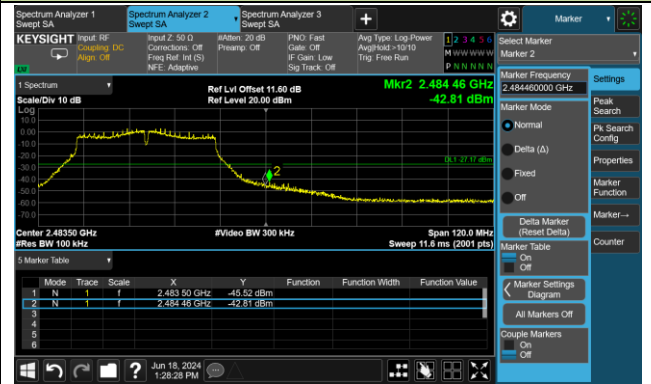 Spectrum Analyzer 1
Swept SA
Spectrum Analyzer 2
Swept SA
Spectrum Analyzer 3
Swept SA
+
Marker
KEYSIGHT
Input: RF
Coupling: DC
Align: Off
Input Z: 50 Ω
Corrections: Off
Freq Ref: Int (S)
NFE: Adaptive
#Atten: 20 dB
Preamp: Off
PNO: Fast
Gate: Off
IF Gain: Low
Sig Track: Off
Avg Type: Log-Power
Avg|Hold:>10/10
Trig: Free Run
1 2 3 4 5 6
M W W W W W
P N N N N N
Select Marker
Marker 2
LXI
1 Spectrum
Scale/Div 10 dB
Ref Lvl Offset 11.60 dB
Ref Level 20.00 dBm
Mkr2 2.484 46 GHz
-42.81 dBm
Log
10.0
0.00
-10.0
-20.0
-30.0
-40.0
-50.0
-60.0
-70.0
DL1 -27.17 dBm
2
Center 2.48350 GHz
#Res BW 100 kHz
#Video BW 300 kHz
Span 120.0 MHz
Sweep 11.6 ms (2001 pts)
5 Marker Table
Mode Trace Scale X Y Function Function Width Function Value
1 N 1 f 2.483 50 GHz -45.52 dBm
2 N 1 f 2.484 46 GHz -42.81 dBm
3
4
5
6
Marker Frequency
2.484460000 GHz
Marker Mode
Normal
Delta (Δ)
Fixed
Off
Delta Marker
(Reset Delta)
Marker Table
On
Off
Marker Settings
Diagram
All Markers Off
Couple Markers
On
Off
Settings
Peak
Search
Pk Search
Config
Properties
Marker
Function
Marker→
Counter
?
Jun 18, 2024
1:28:28 PM